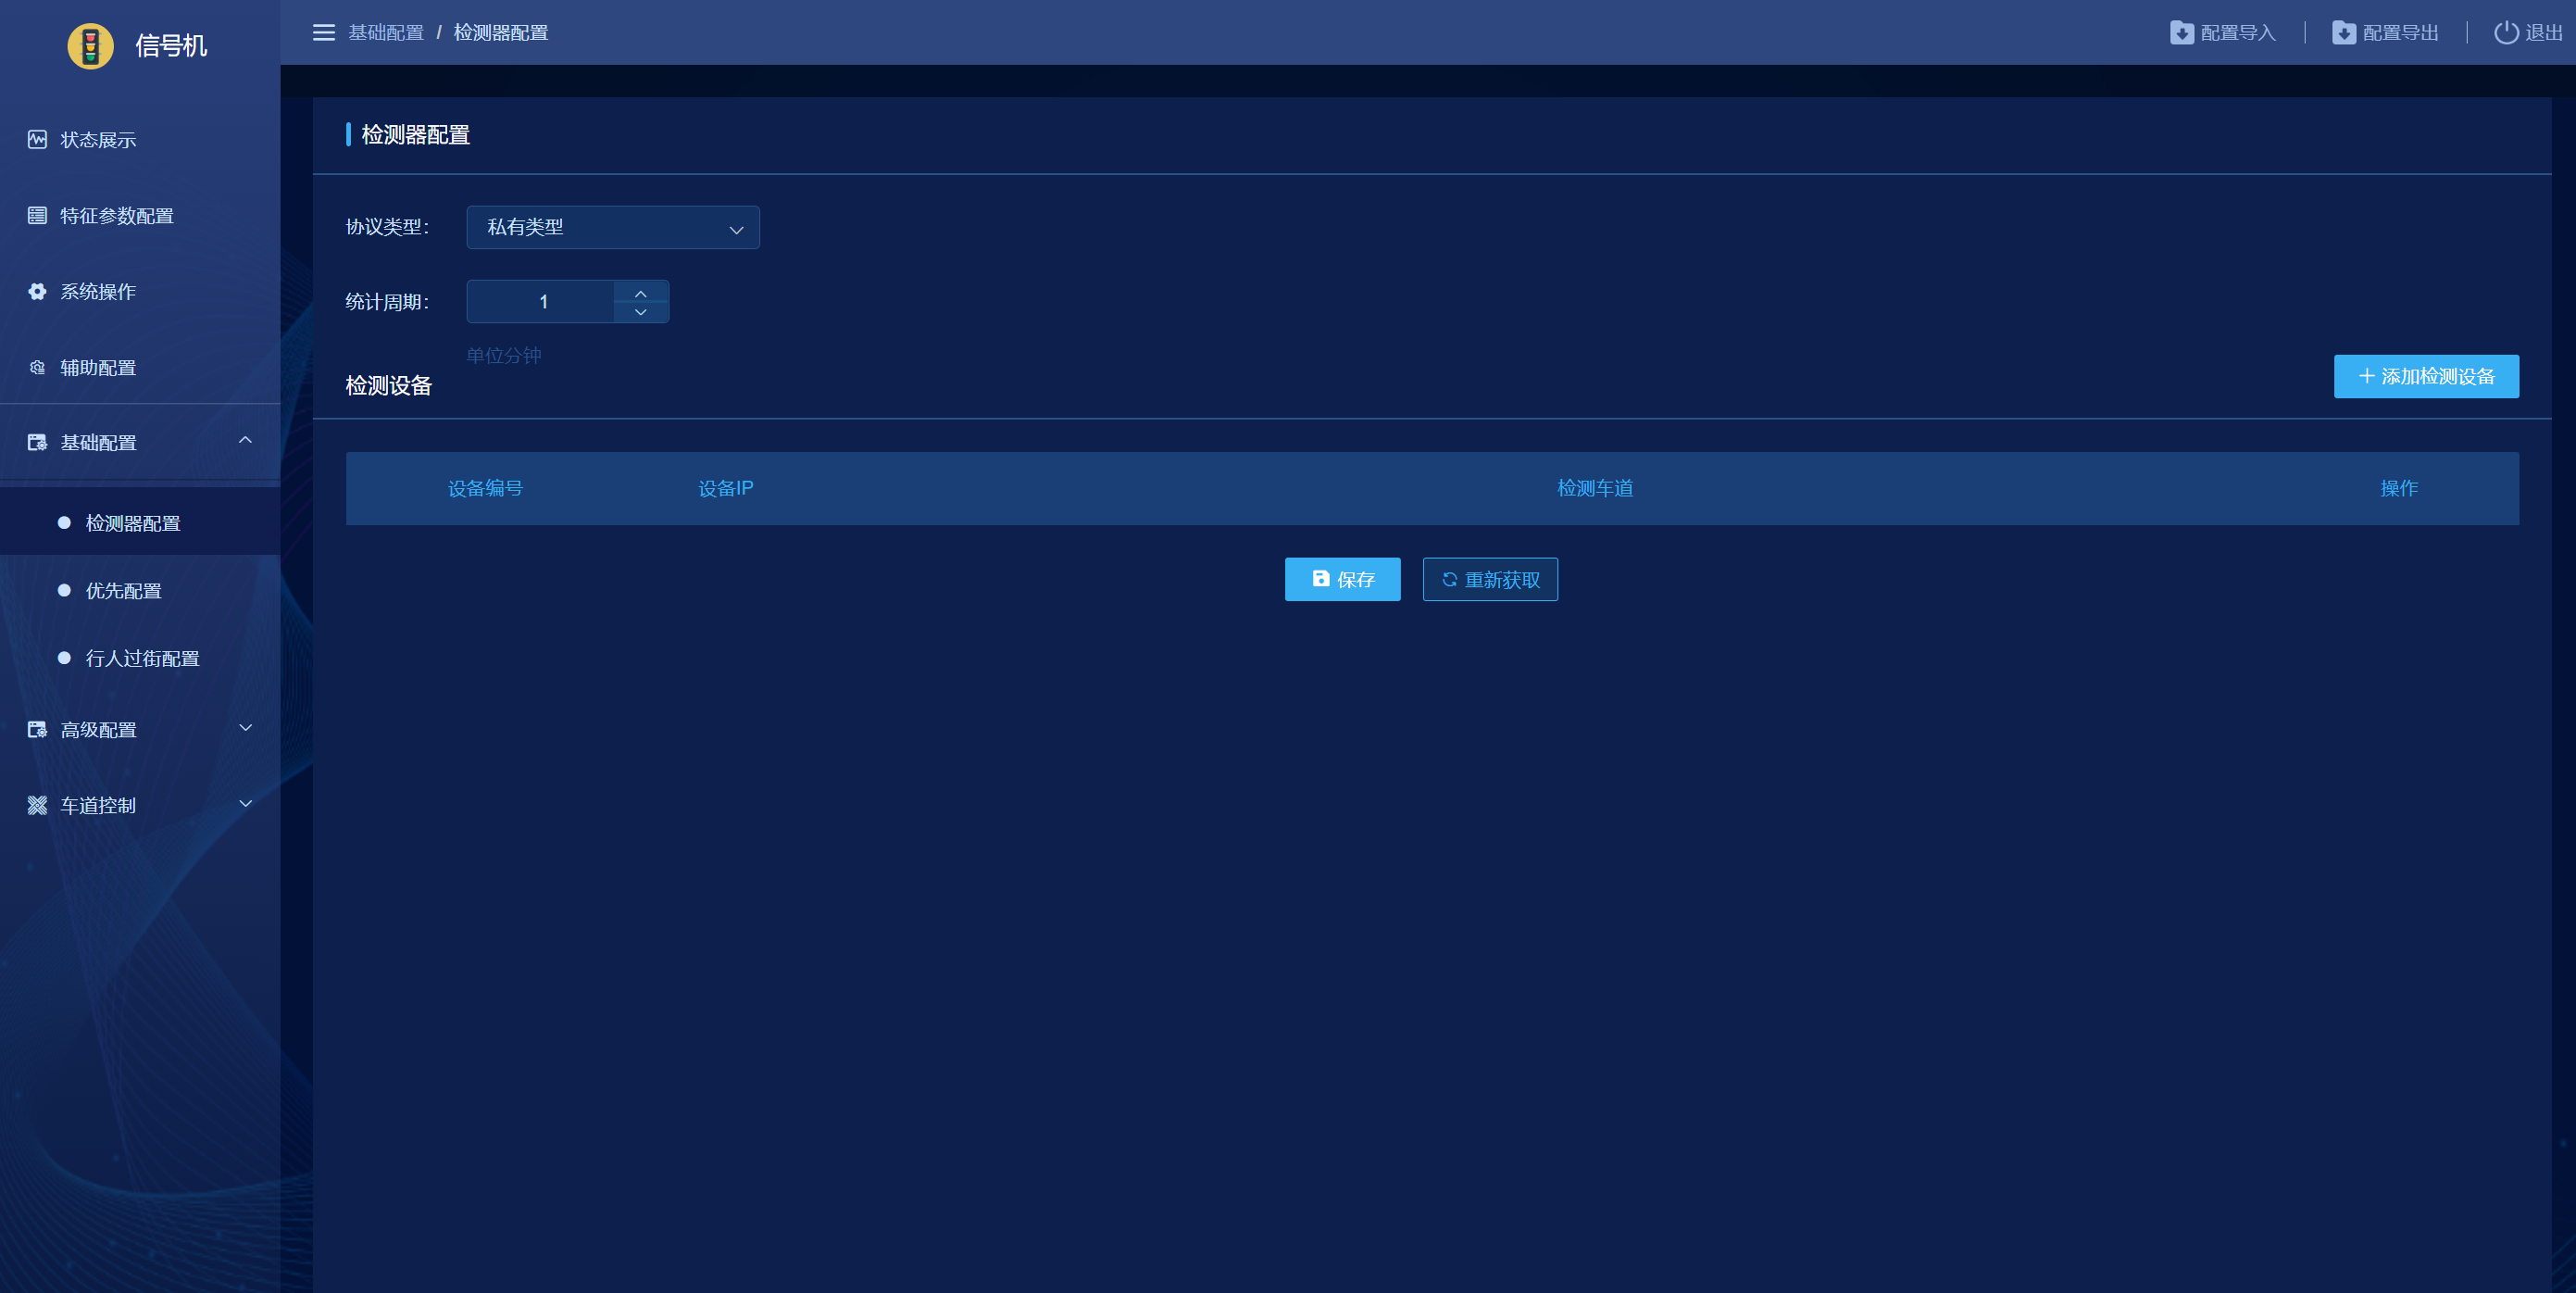 信号机
基础配置 / 检测器配置
配置导入
配置导出
退出
状态展示
特征参数配置
系统操作
辅助配置
基础配置
检测器配置
优先配置
行人过街配置
高级配置
车道控制
检测器配置
协议类型：
私有类型
统计周期：
1
单位分钟
检测设备
添加检测设备
设备编号 设备IP 检测车道 操作
保存
重新获取